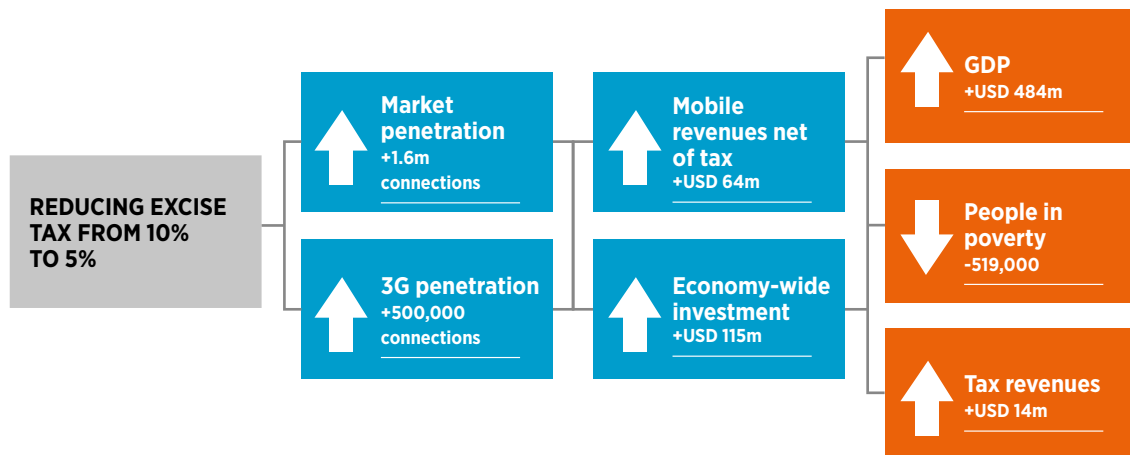 REDUCING EXCISE
TAX FROM 10%
TO 5%
Market
penetration
+1.6m
connections
3G penetration
+500,000
connections
Mobile
revenues net
of tax
+USD 64m
Economy-wide
investment
+USD 115m
GDP
+USD 484m
People in
poverty
-519,000
Tax revenues
+USD 14m